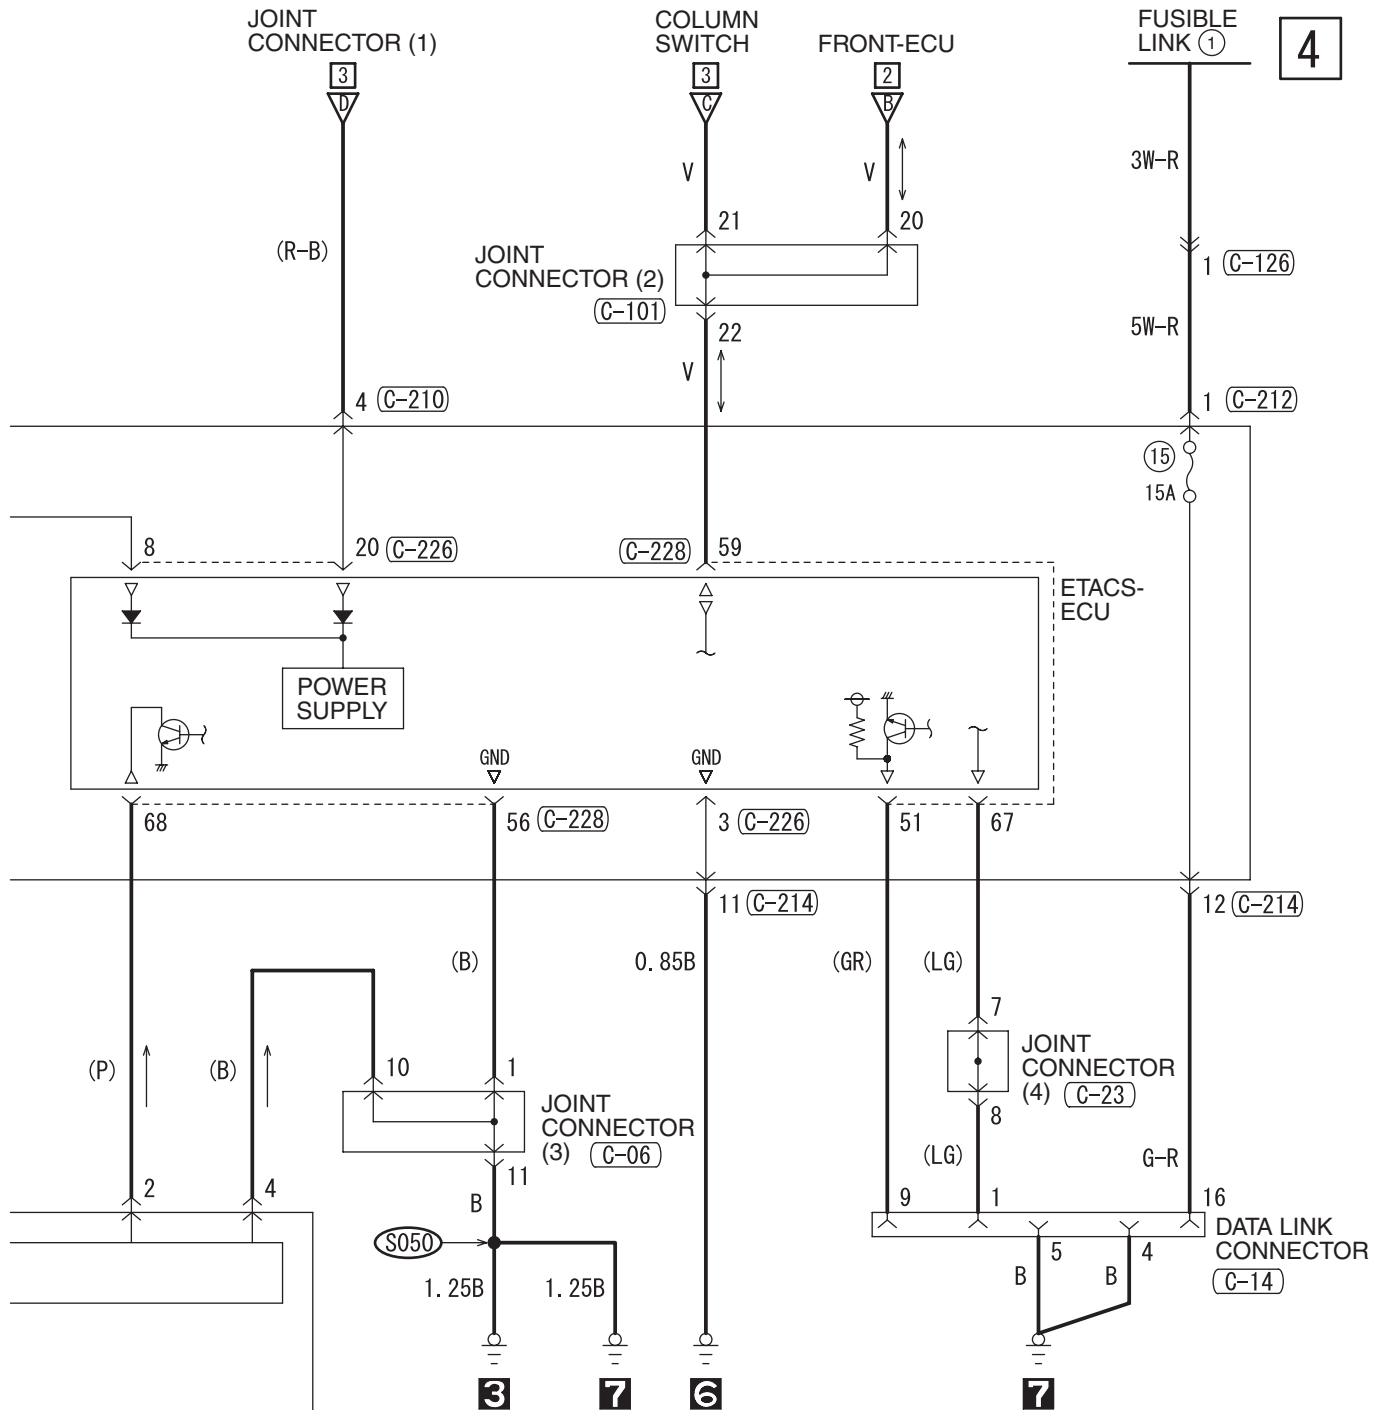 JOINT
CONNECTOR (1)
COLUMN
SWITCH
FRONT-ECU
FUSIBLE
LINK 1
4
3
D
3
C
2
B
3W-R
V
V
21
20
(R-B)
JOINT
CONNECTOR (2)
C-101
1 C-126
5W-R
22
V
4 C-210
1 C-212
15
15A
8
20 C-226
C-228 59
ETACS-
ECU
POWER
SUPPLY
GND
GND
68
56 C-228
3 C-226
51
67
11 C-214
12 C-214
(B)
0.85B
(GR)
(LG)
7
JOINT
CONNECTOR
(4) C-23
(P)
(B)
10
1
8
JOINT
CONNECTOR
(3) C-06
11
(LG)
G-R
2
4
B
9
1
16
S050
DATA LINK
CONNECTOR
C-14
5
4
1.25B
1.25B
B
B
3
7
6
7